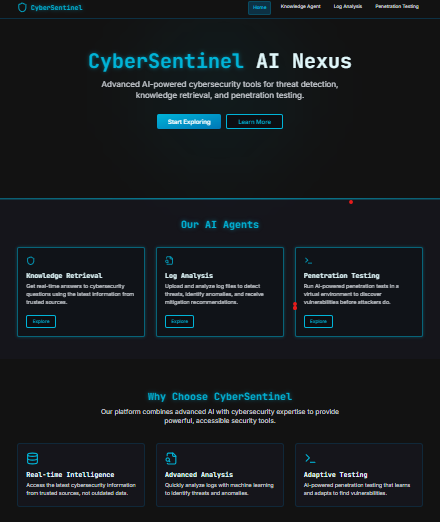 CyberSentinel
Home Knowledge Agent Log Analysis Penetration Testing
CyberSentinel AI Nexus
Advanced AI-powered cybersecurity tools for threat detection,
knowledge retrieval, and penetration testing.
Start Exploring Learn More
Our AI Agents
Knowledge Retrieval
Get real-time answers to cybersecurity
questions using the latest information from
trusted sources.
Explore
Log Analysis
Upload and analyze log files to detect
threats, identify anomalies, and receive
mitigation recommendations.
Explore
Penetration Testing
Run AI-powered penetration tests in a
virtual environment to discover
vulnerabilities before attackers do.
Explore
Why Choose CyberSentinel
Our platform combines advanced AI with cybersecurity expertise to provide
powerful, accessible security tools.
Real-time Intelligence
Access the latest cybersecurity information
from trusted sources, not outdated data.
Advanced Analysis
Quickly analyze logs with machine learning
to identify threats and anomalies.
Adaptive Testing
AI-powered penetration testing that learns
and adapts to find vulnerabilities.